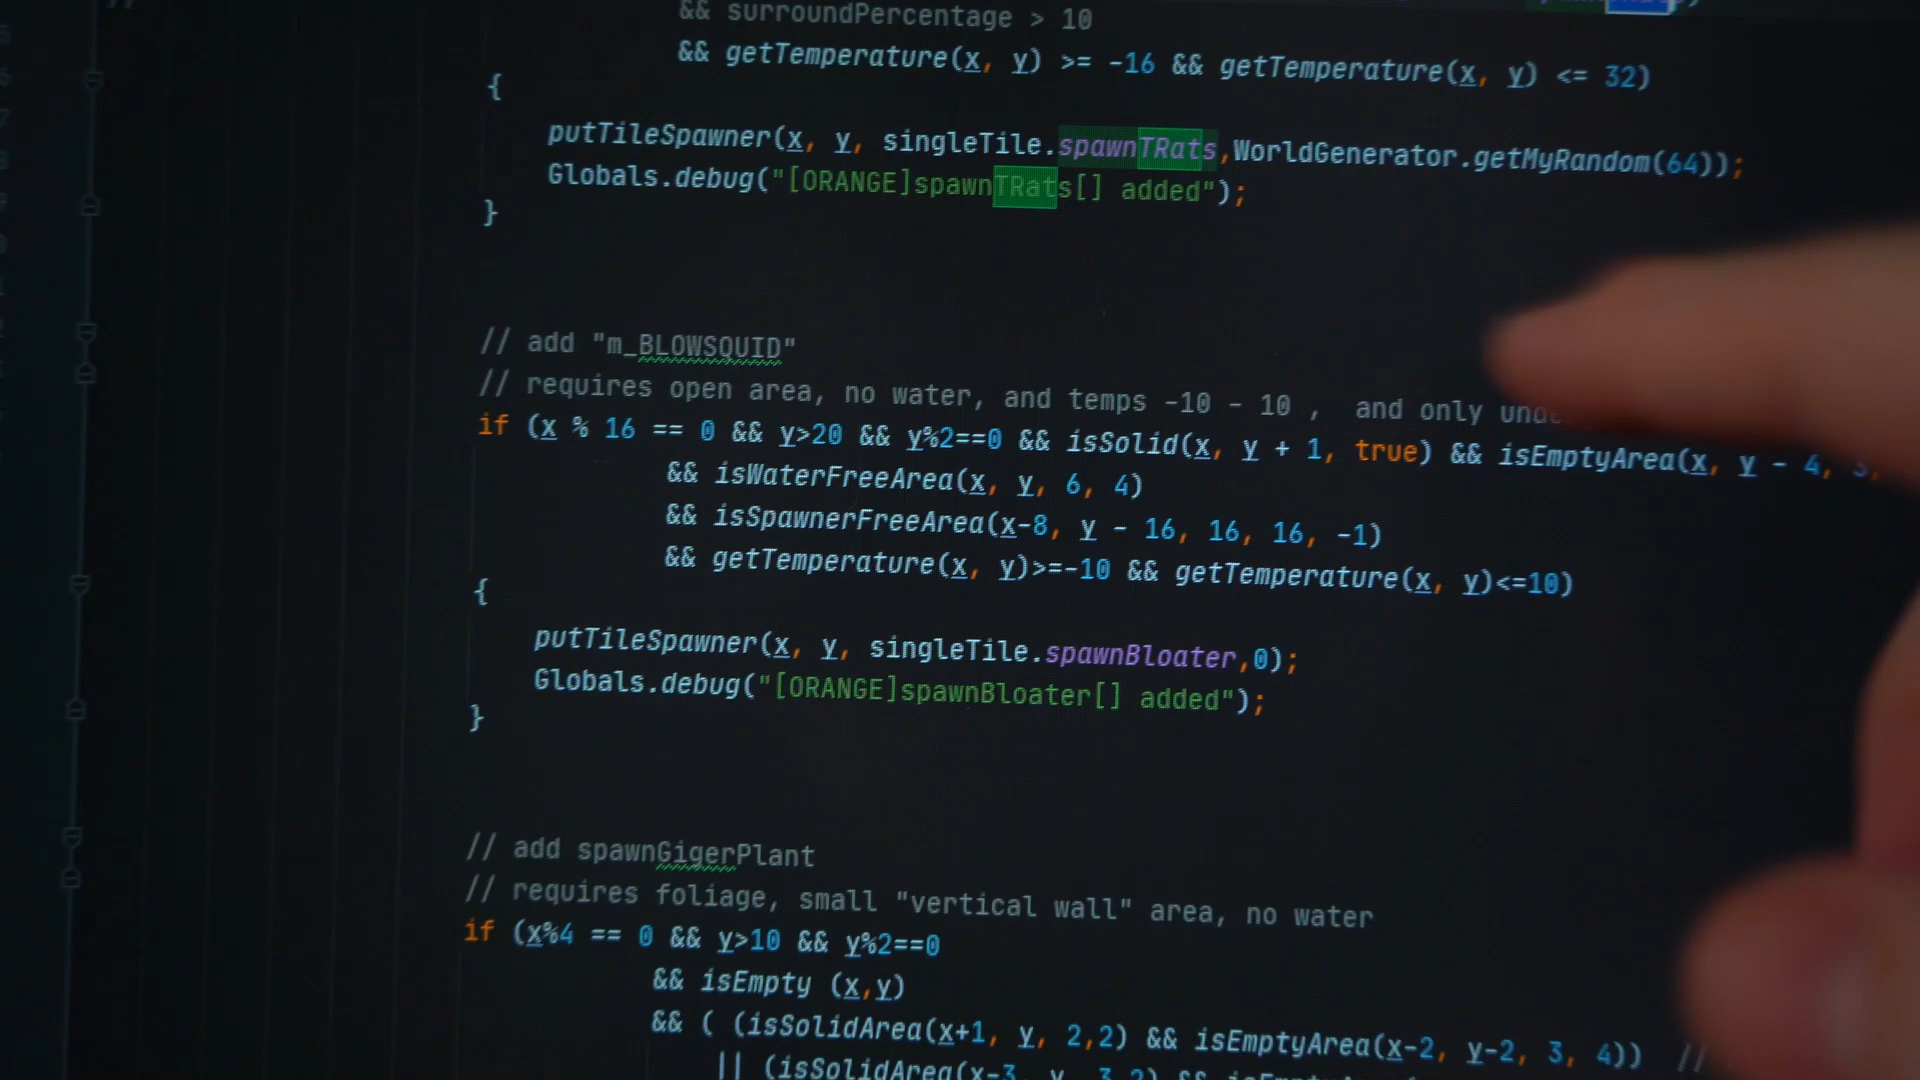 && surroundPercentage > 10
&& getTemperature(x, y) >= -16 && getTemperature(x, y) <= 32)
{
putTileSpawner(x, y, singleTile.spawnTRats,WorldGenerator.getMyRandom(64));
Globals.debug("[ORANGE]spawnTRats[] added");
}
// add "m_BLOWSQUID"
// requires open area, no water, and temps -10 - 10 , and only
if (x % 16 == 0 && y>20 && y%2==0 && isSolid(x, y + 1, true) && isEmptyArea(x, y - 4, 3,
&& isWaterFreeArea(x, y, 6, 4)
&& isSpawnerFreeArea(x-8, y - 16, 16, 16, -1)
&& getTemperature(x, y)>=-10 && getTemperature(x, y)<=10)
{
putTileSpawner(x, y, singleTile.spawnBloater,0);
Globals.debug("[ORANGE]spawnBloater[] added");
}
// add spawnGigerPlant
// requires foliage, small "vertical wall" area, no water
if (x%4 == 0 && y>10 && y%2==0
&& isEmpty (x,y)
&& ( (isSolidArea(x+1, y, 2,2) && isEmptyArea(x-2, y-2, 3, 4)) //
|| (isSolidArea(x-3, y, 3,2) &&